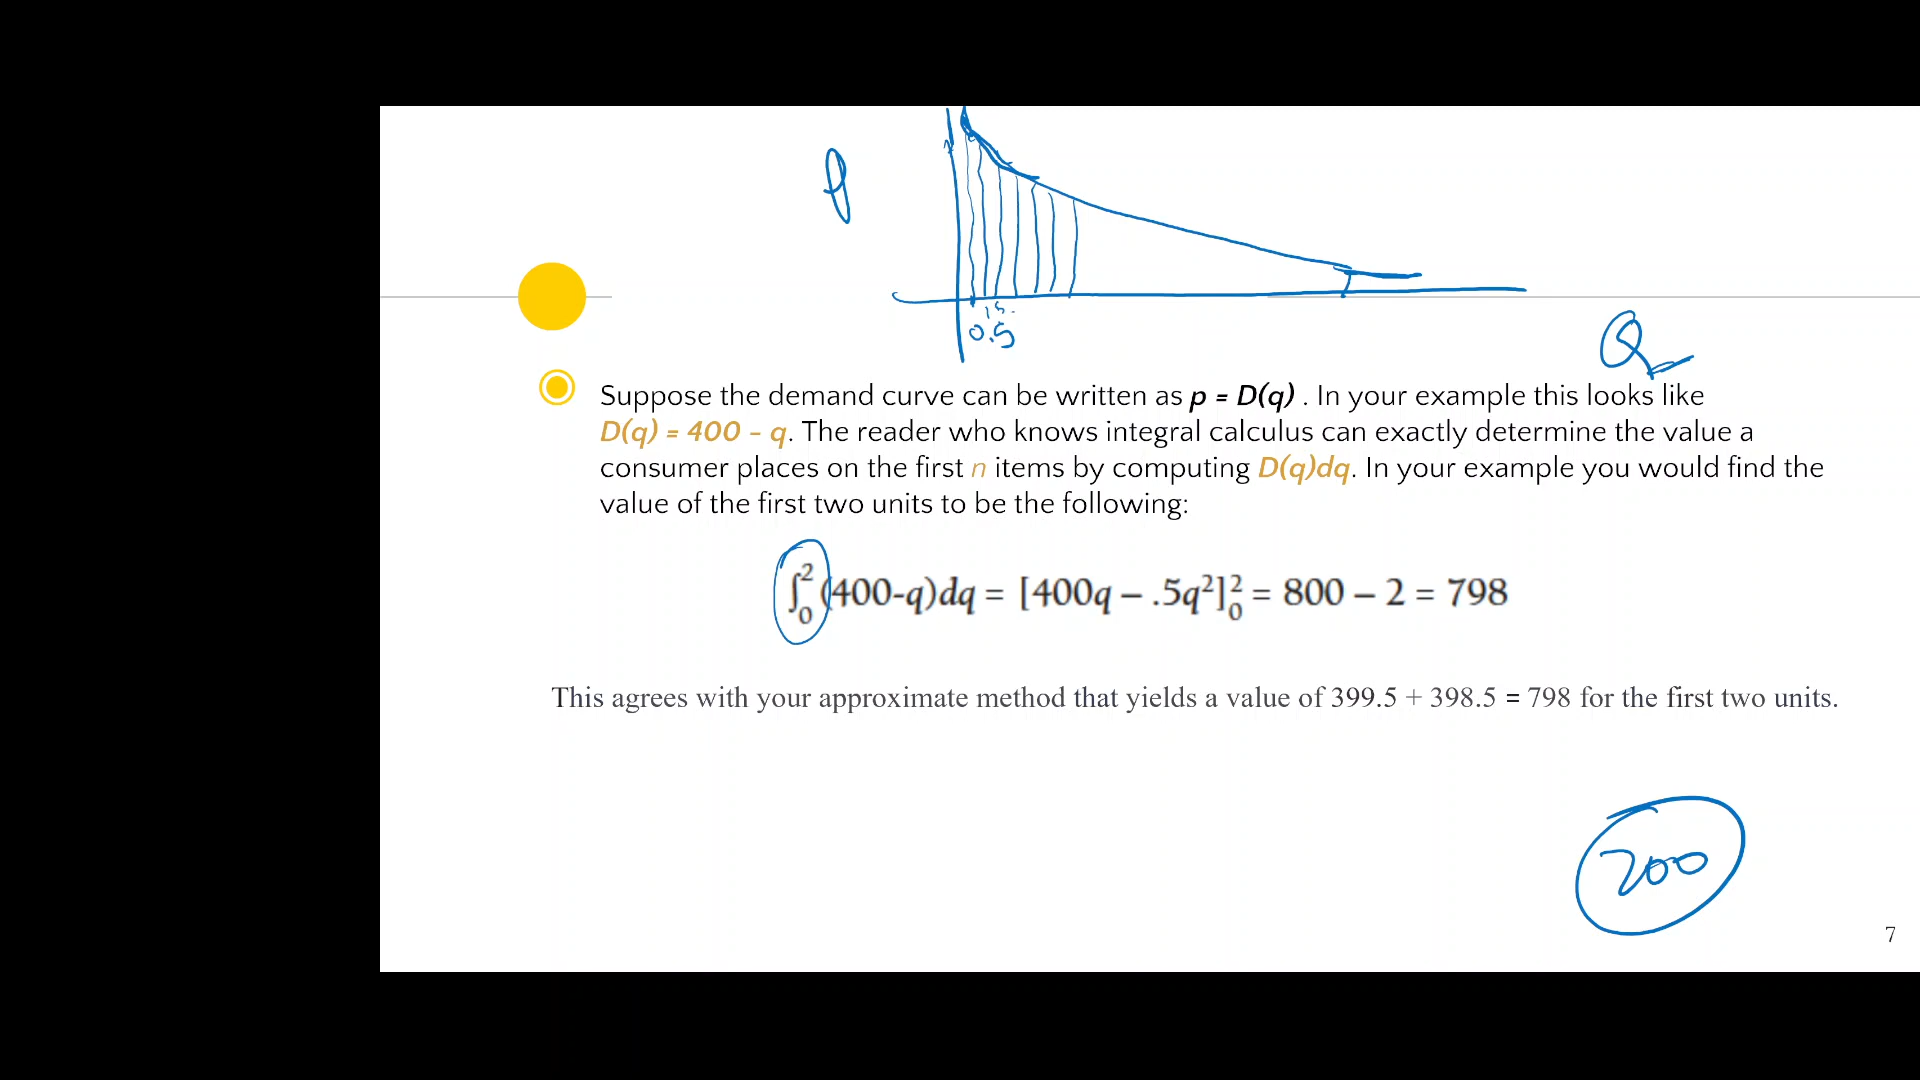 P
0.5
1.5.
Q
Suppose the demand curve can be written as p = D(q) . In your example this looks like
D(q) = 400 - q. The reader who knows integral calculus can exactly determine the value a
consumer places on the first n items by computing D(q)dq. In your example you would find the
value of the first two units to be the following:
∫₀²(400-q)dq = [400q – .5q²]²₀ = 800 – 2 = 798
This agrees with your approximate method that yields a value of 399.5 + 398.5 = 798 for the first two units.
200
7